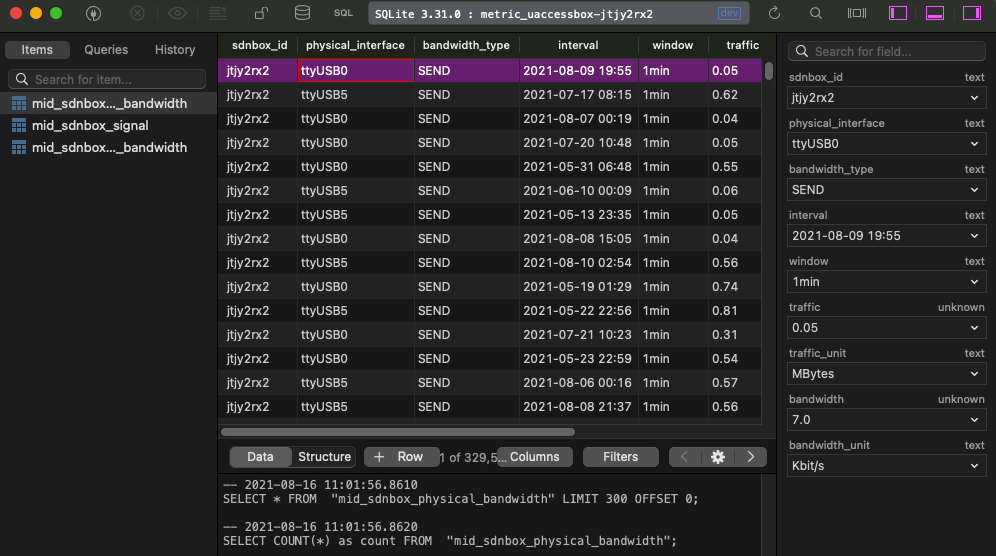 SQL
SQLite 3.31.0 : metric_uaccessbox-jtjy2rx2
dev
Items
Queries
History
Search for item...
mid_sdnbox..._bandwidth
mid_sdnbox_signal
mid_sdnbox..._bandwidth
sdnbox_id physical_interface bandwidth_type interval window traffic
jtjy2rx2 ttyUSB0 SEND 2021-08-09 19:55 1min 0.05
jtjy2rx2 ttyUSB5 SEND 2021-07-17 08:15 1min 0.62
jtjy2rx2 ttyUSB0 SEND 2021-08-07 00:19 1min 0.04
jtjy2rx2 ttyUSB0 SEND 2021-07-20 10:48 1min 0.05
jtjy2rx2 ttyUSB0 SEND 2021-05-31 06:48 1min 0.55
jtjy2rx2 ttyUSB5 SEND 2021-06-10 00:09 1min 0.06
jtjy2rx2 ttyUSB5 SEND 2021-05-13 23:35 1min 0.05
jtjy2rx2 ttyUSB0 SEND 2021-08-08 15:05 1min 0.04
jtjy2rx2 ttyUSB5 SEND 2021-08-10 02:54 1min 0.56
jtjy2rx2 ttyUSB0 SEND 2021-05-19 01:29 1min 0.74
jtjy2rx2 ttyUSB5 SEND 2021-05-22 22:56 1min 0.81
jtjy2rx2 ttyUSB0 SEND 2021-07-21 10:23 1min 0.31
jtjy2rx2 ttyUSB0 SEND 2021-05-23 22:59 1min 0.54
jtjy2rx2 ttyUSB5 SEND 2021-08-06 00:16 1min 0.57
jtjy2rx2 ttyUSB5 SEND 2021-08-08 21:37 1min 0.56
Data
Structure
+ Row
1 of 329,5...
Columns
Filters
-- 2021-08-16 11:01:56.8610
SELECT * FROM "mid_sdnbox_physical_bandwidth" LIMIT 300 OFFSET 0;
-- 2021-08-16 11:01:56.8620
SELECT COUNT(*) as count FROM "mid_sdnbox_physical_bandwidth";
Search for field...
sdnbox_id text
jtjy2rx2
physical_interface text
ttyUSB0
bandwidth_type text
SEND
interval text
2021-08-09 19:55
window text
1min
traffic unknown
0.05
traffic_unit text
MBytes
bandwidth unknown
7.0
bandwidth_unit text
Kbit/s